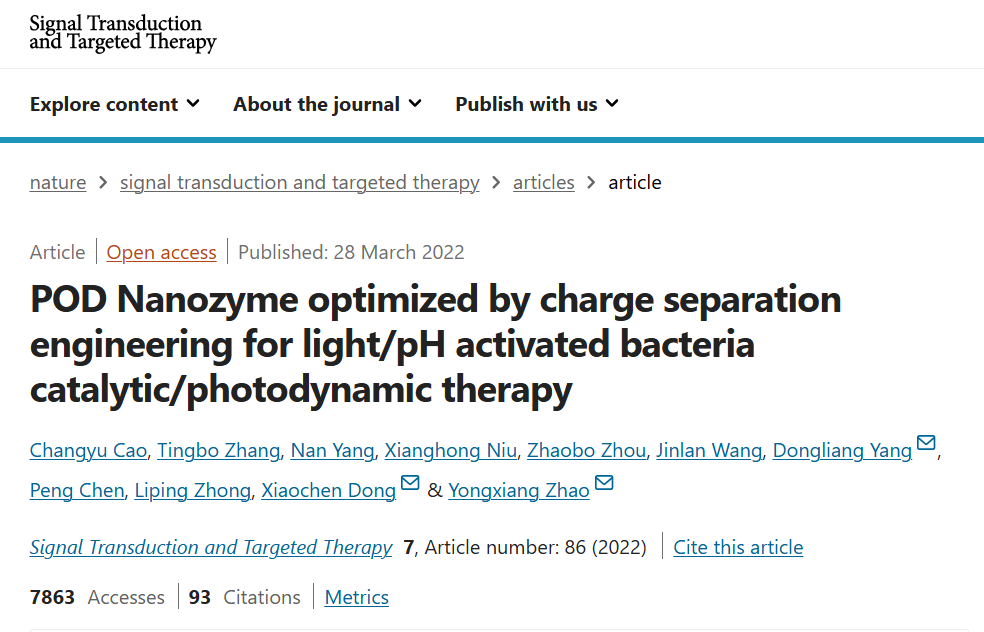 Signal Transduction
and Targeted Therapy
Explore content About the journal Publish with us
nature > signal transduction and targeted therapy > articles > article
Article | Open access | Published: 28 March 2022
POD Nanozyme optimized by charge separation
engineering for light/pH activated bacteria
catalytic/photodynamic therapy
Changyu Cao, Tingbo Zhang, Nan Yang, Xianghong Niu, Zhaobo Zhou, Jinlan Wang, Dongliang Yang,
Peng Chen, Liping Zhong, Xiaochen Dong & Yongxiang Zhao
Signal Transduction and Targeted Therapy 7, Article number: 86 (2022) | Cite this article
7863 Accesses | 93 Citations | Metrics